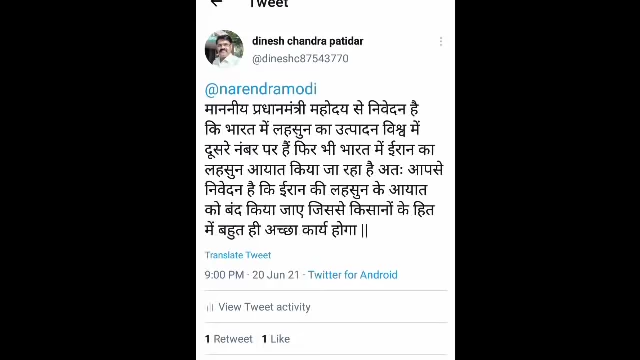 Tweet
dinesh chandra patidar
@dineshc87543770
@narendramodi
माननीय प्रधानमंत्री महोदय से निवेदन है
कि भारत में लहसुन का उत्पादन विश्व में
दूसरे नंबर पर हैं फिर भी भारत में ईरान का
लहसुन आयात किया जा रहा है अतः आपसे
निवेदन है कि ईरान की लहसुन के आयात
को बंद किया जाए जिससे किसानों के हित
में बहुत ही अच्छा कार्य होगा ||
Translate Tweet
9:00 PM · 20 Jun 21 · Twitter for Android
View Tweet activity
1 Retweet 1 Like